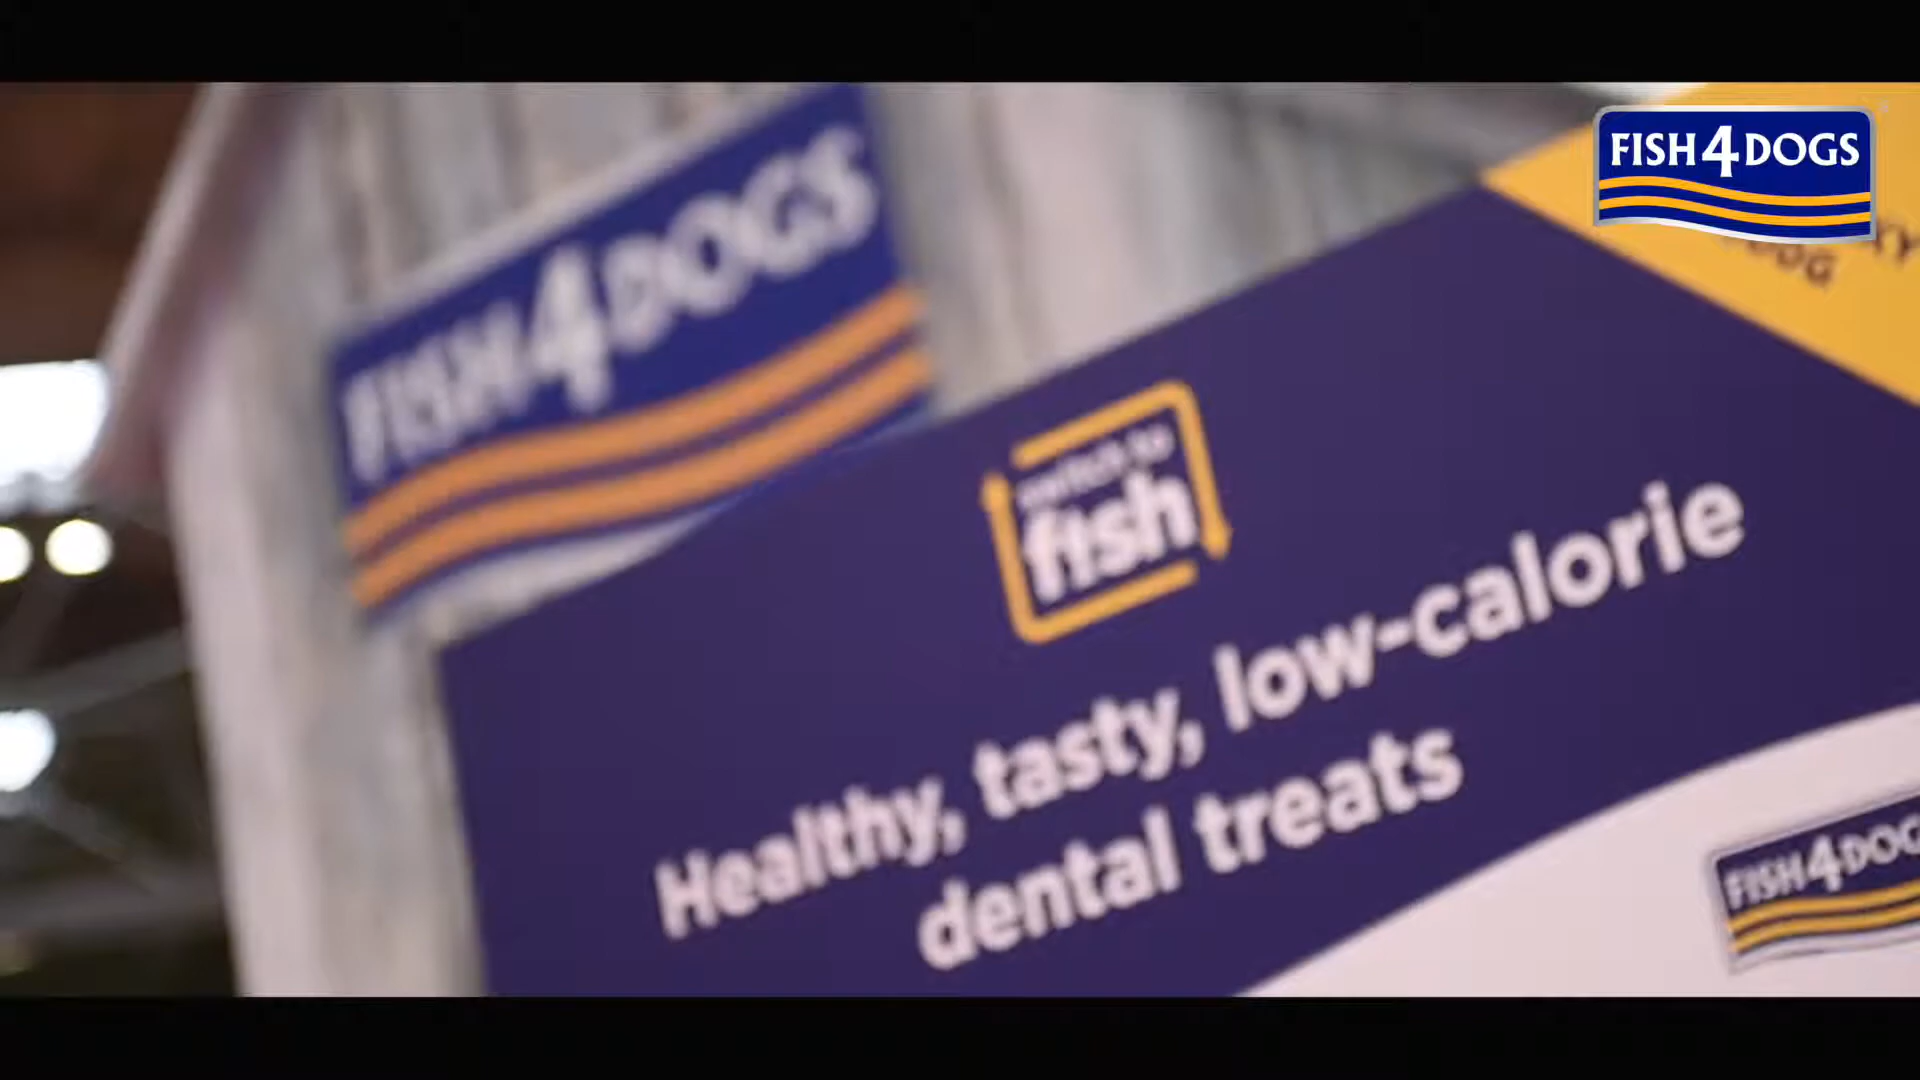 FISH4DOGS
FISH4DOGS
switch to
fish
Healthy, tasty, low-calorie
dental treats
FISH4DOG